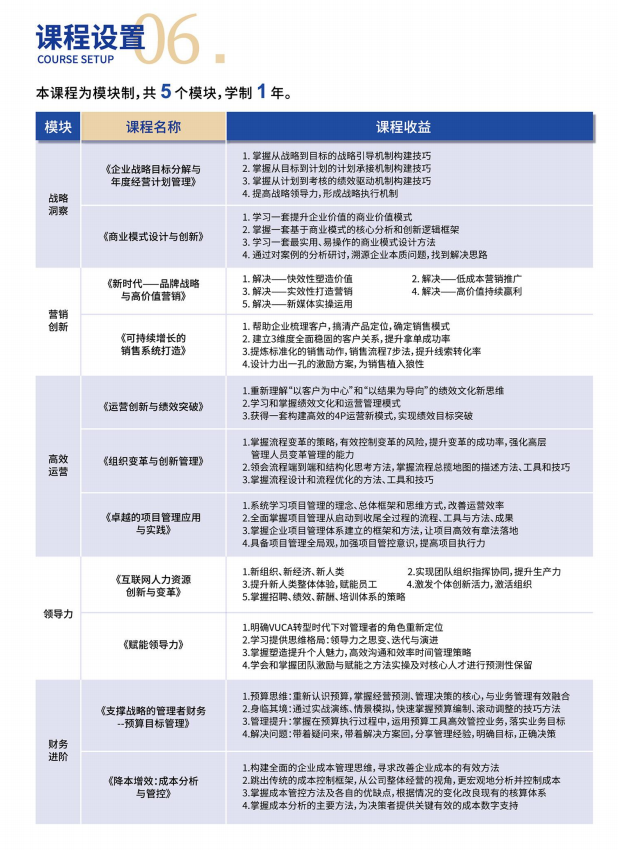 课程设置 06.
COURSE SETUP
本课程为模块制，共 5 个模块，学制 1 年。
模块 课程名称 课程收益
战略
洞察
《企业战略目标分解与
年度经营计划管理》
1. 掌握从战略到目标的战略引导机制构建技巧
2. 掌握从目标到计划的计划承接机制构建技巧
3. 掌握从计划到考核的绩效驱动机制构建技巧
4. 提高战略领导力，形成战略执行机制
《商业模式设计与创新》
1. 学习一套提升企业价值的商业价值模式
2. 掌握一套基于商业模式的核心分析和创新逻辑框架
3. 学习一套最实用、易操作的商业模式设计方法
4. 通过对案例的分析研讨，溯源企业本质问题，找到解决思路
营销
创新
《新时代——品牌战略
与高价值营销》
1. 解决——快效性塑造价值 2. 解决——低成本营销推广
3. 解决——实效性打造营销 4. 解决——高价值持续赢利
5. 解决——新媒体实操运用
《可持续增长的
销售系统打造》
1. 帮助企业梳理客户，搞清产品定位，确定销售模式
2. 建立3维度全面稳固的客户关系，提升拿单成功率
3.提炼标准化的销售动作，销售流程7步法，提升线索转化率
4.设计力出一孔的激励方案，为销售植入狼性
高效
运营
《运营创新与绩效突破》
1.重新理解“以客户为中心”和“以结果为导向”的绩效文化新思维
2.学习和掌握绩效文化和运营管理模式
3.获得一套构建高效的4P运营新模式，实现绩效目标突破
《组织变革与创新管理》
1.掌握流程变革的策略，有效控制变革的风险，提升变革的成功率，强化高层
管理人员变革管理的能力
2.领会流程端到端和结构化思考方法，掌握流程总揽地图的描述方法、工具和技巧
3.掌握流程设计和流程优化的方法、工具和技巧
《卓越的项目管理应用
与实践》
1.系统学习项目管理的理念、总体框架和思维方式，改善运营效率
2.全面掌握项目管理从启动到收尾全过程的流程、工具与方法、成果
3.掌握企业项目管理体系建立的框架和方法，让项目高效有章法落地
4.具备项目管理全局观，加强项目管控意识，提高项目执行力
领导力
《互联网人力资源
创新与变革》
1.新组织、新经济、新人类 2.实现团队组织指挥协同，提升生产力
3.提升新人类整体体验，赋能员工 4.激发个体创新活力，激活组织
5.掌握招聘、绩效、薪酬、培训体系的策略
《赋能领导力》
1.明确VUCA转型时代下对管理者的角色重新定位
2.学习提供思维格局：领导力之思变、迭代与演进
3.掌握塑造提升个人魅力，高效沟通和效率时间管理策略
4.学会和掌握团队激励与赋能之方法实操及对核心人才进行预测性保留
财务
进阶
《支撑战略的管理者财务
--预算目标管理》
1.预算思维：重新认识预算，掌握经营预测、管理决策的核心，与业务管理有效融合
2.身临其境：通过实战演练、情景模拟，快速掌握预算编制、滚动调整的技巧方法
3.管理提升：掌握在预算执行过程中，运用预算工具高效管控业务，落实业务目标
4.解决问题：带着疑问来，带着解决方案回，分享管理经验，明确目标，正确决策
《降本增效：成本分析
与管控》
1.构建全面的企业成本管理思维，寻求改善企业成本的有效方法
2.跳出传统的成本控制框架，从公司整体经营的视角，更宏观地分析并控制成本
3.掌握成本管控方法及各自的优缺点，根据情况的变化改良现有的核算体系
4.掌握成本分析的主要方法，为决策者提供关键有效的成本数字支持